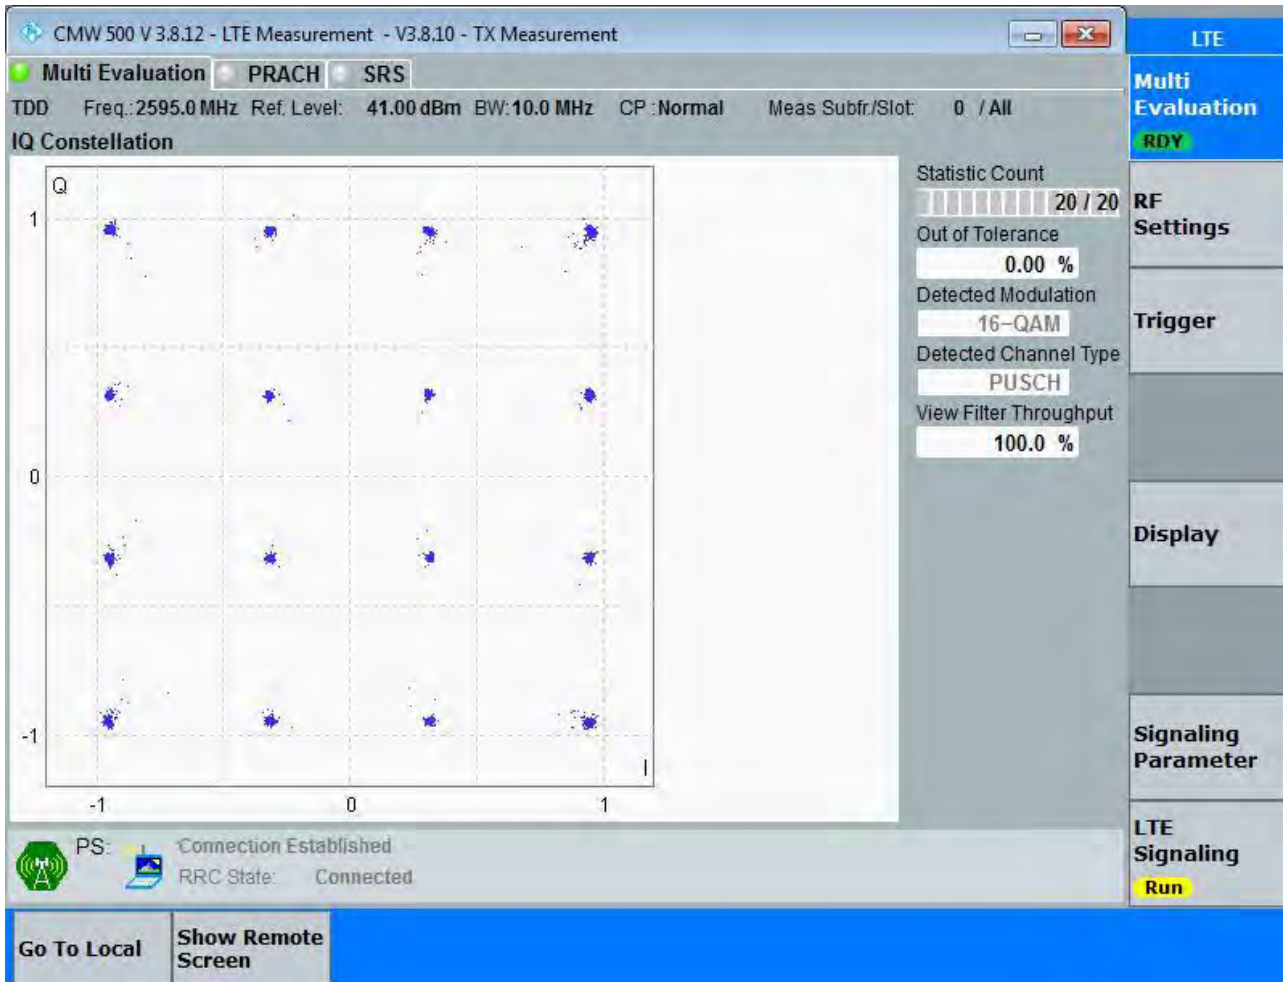 CMW 500 V 3.8.12 - LTE Measurement - V3.8.10 - TX Measurement
LTE
Multi Evaluation PRACH SRS
TDD Freq.: 2595.0 MHz Ref. Level: 41.00 dBm BW: 10.0 MHz CP : Normal Meas Subfr./Slot: 0 / All
IQ Constellation
Q
1
0
-1
-1 0 1
I
Statistic Count
20 / 20
Out of Tolerance
0.00 %
Detected Modulation
16-QAM
Detected Channel Type
PUSCH
View Filter Throughput
100.0 %
Multi
Evaluation
RDY
RF
Settings
Trigger
Display
Signaling
Parameter
LTE
Signaling
Run
PS: Connection Established
RRC State: Connected
Go To Local
Show Remote
Screen